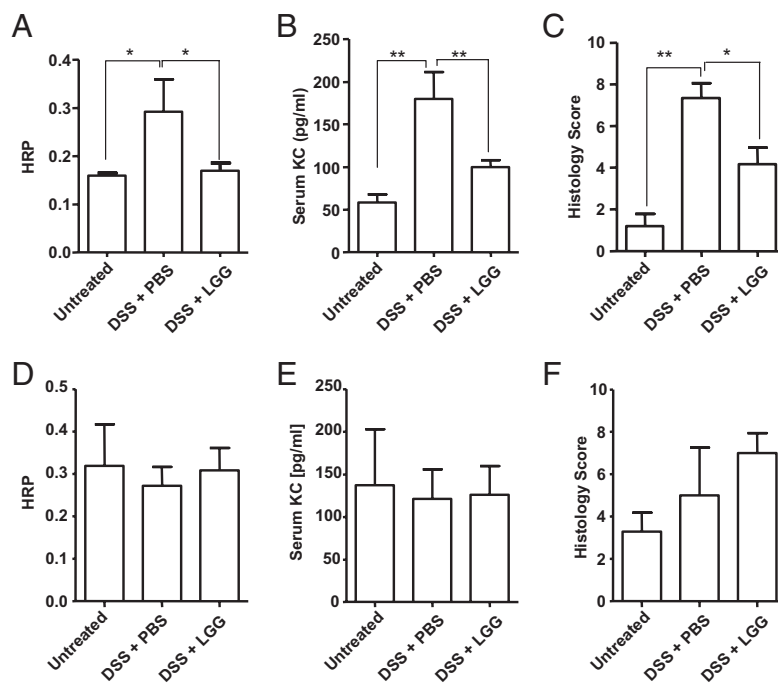 A
B
C
0.4
0.3
0.2
0.1
0.0
HRP
* *
Untreated
DSS + PBS
DSS + LGG
250
200
150
100
50
0
Serum KC (pg/ml)
** **
Untreated
DSS + PBS
DSS + LGG
10
8
6
4
2
0
Histology Score
** *
Untreated
DSS + PBS
DSS + LGG
D
E
F
0.5
0.4
0.3
0.2
0.1
0.0
HRP
Untreated
DSS + PBS
DSS + LGG
250
200
150
100
50
0
Serum KC [pg/ml]
Untreated
DSS + PBS
DSS + LGG
10
8
6
4
2
0
Histology Score
Untreated
DSS + PBS
DSS + LGG